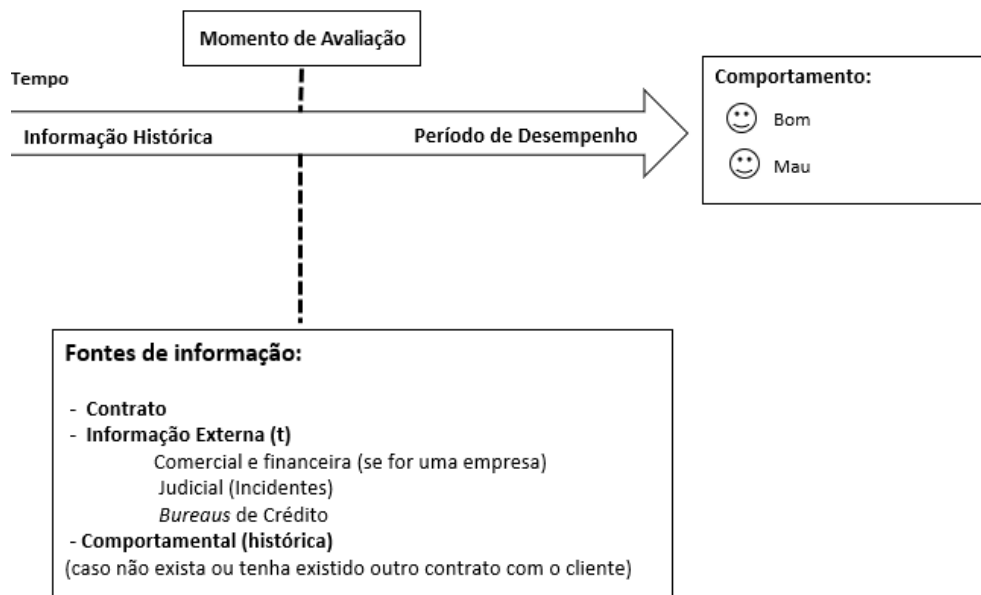 Momento de Avaliação
Tempo
Informação Histórica
Período de Desempenho
Comportamento:
Bom
Mau
Fontes de informação:
- Contrato
- Informação Externa (t)
Comercial e financeira (se for uma empresa)
Judicial (Incidentes)
Bureaus de Crédito
- Comportamental (histórica)
(caso não exista ou tenha existido outro contrato com o cliente)